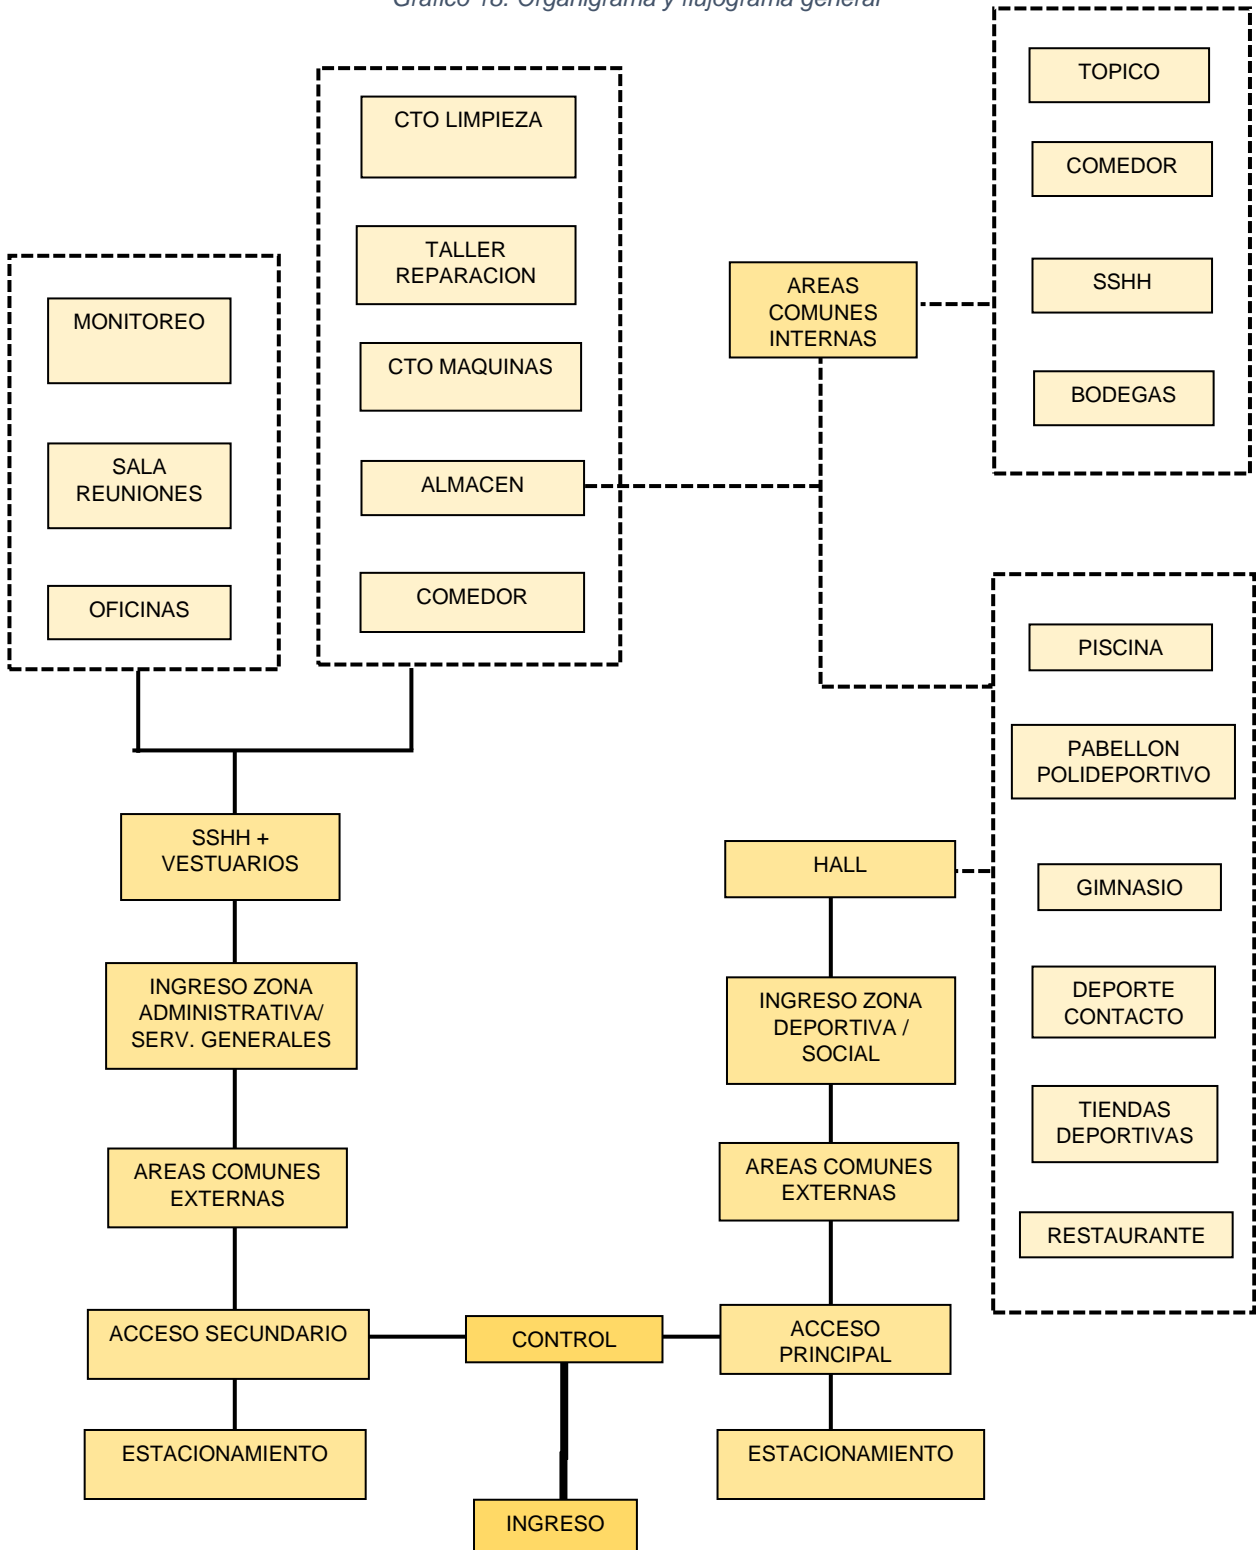 Gráfico 18: Organigrama y flujograma general
TOPICO
COMEDOR
SSHH
BODEGAS
CTO LIMPIEZA
TALLER
REPARACION
CTO MAQUINAS
ALMACEN
COMEDOR
MONITOREO
SALA
REUNIONES
OFICINAS
AREAS
COMUNES
INTERNAS
PISCINA
PABELLON
POLIDEPORTIVO
GIMNASIO
DEPORTE
CONTACTO
TIENDAS
DEPORTIVAS
RESTAURANTE
SSHH +
VESTUARIOS
HALL
INGRESO ZONA
ADMINISTRATIVA/
SERV. GENERALES
INGRESO ZONA
DEPORTIVA /
SOCIAL
AREAS COMUNES
EXTERNAS
AREAS COMUNES
EXTERNAS
ACCESO SECUNDARIO
CONTROL
ACCESO
PRINCIPAL
ESTACIONAMIENTO
ESTACIONAMIENTO
INGRESO